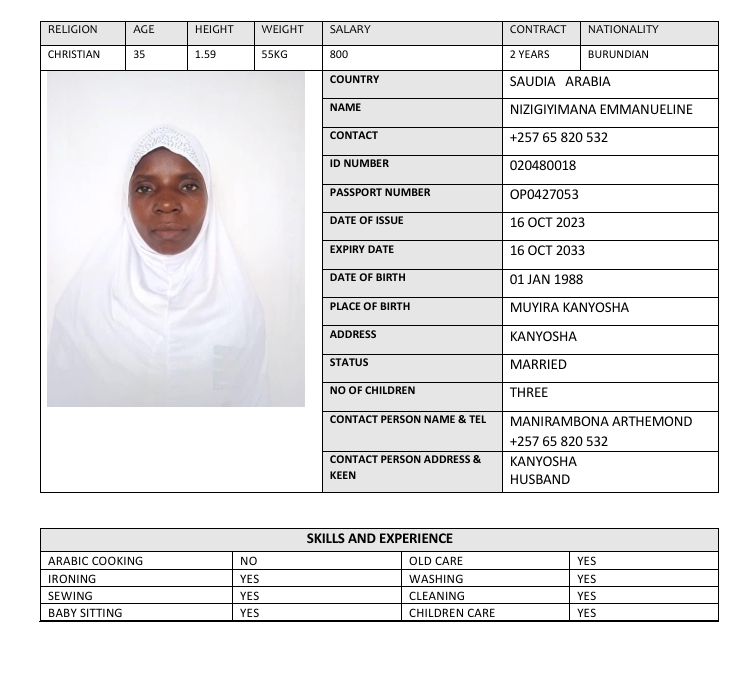 RELIGION AGE HEIGHT WEIGHT SALARY CONTRACT NATIONALITY
CHRISTIAN 35 1.59 55KG 800 2 YEARS BURUNDIAN
COUNTRY SAUDIA ARABIA
NAME NIZIGIYIMANA EMMANUELINE
CONTACT +257 65 820 532
ID NUMBER 020480018
PASSPORT NUMBER OP0427053
DATE OF ISSUE 16 OCT 2023
EXPIRY DATE 16 OCT 2033
DATE OF BIRTH 01 JAN 1988
PLACE OF BIRTH MUYIRA KANYOSHA
ADDRESS KANYOSHA
STATUS MARRIED
NO OF CHILDREN THREE
CONTACT PERSON NAME & TEL MANIRAMBONA ARTHEMOND
+257 65 820 532
CONTACT PERSON ADDRESS & KANYOSHA
KEEN HUSBAND
SKILLS AND EXPERIENCE
ARABIC COOKING NO OLD CARE YES
IRONING YES WASHING YES
SEWING YES CLEANING YES
BABY SITTING YES CHILDREN CARE YES